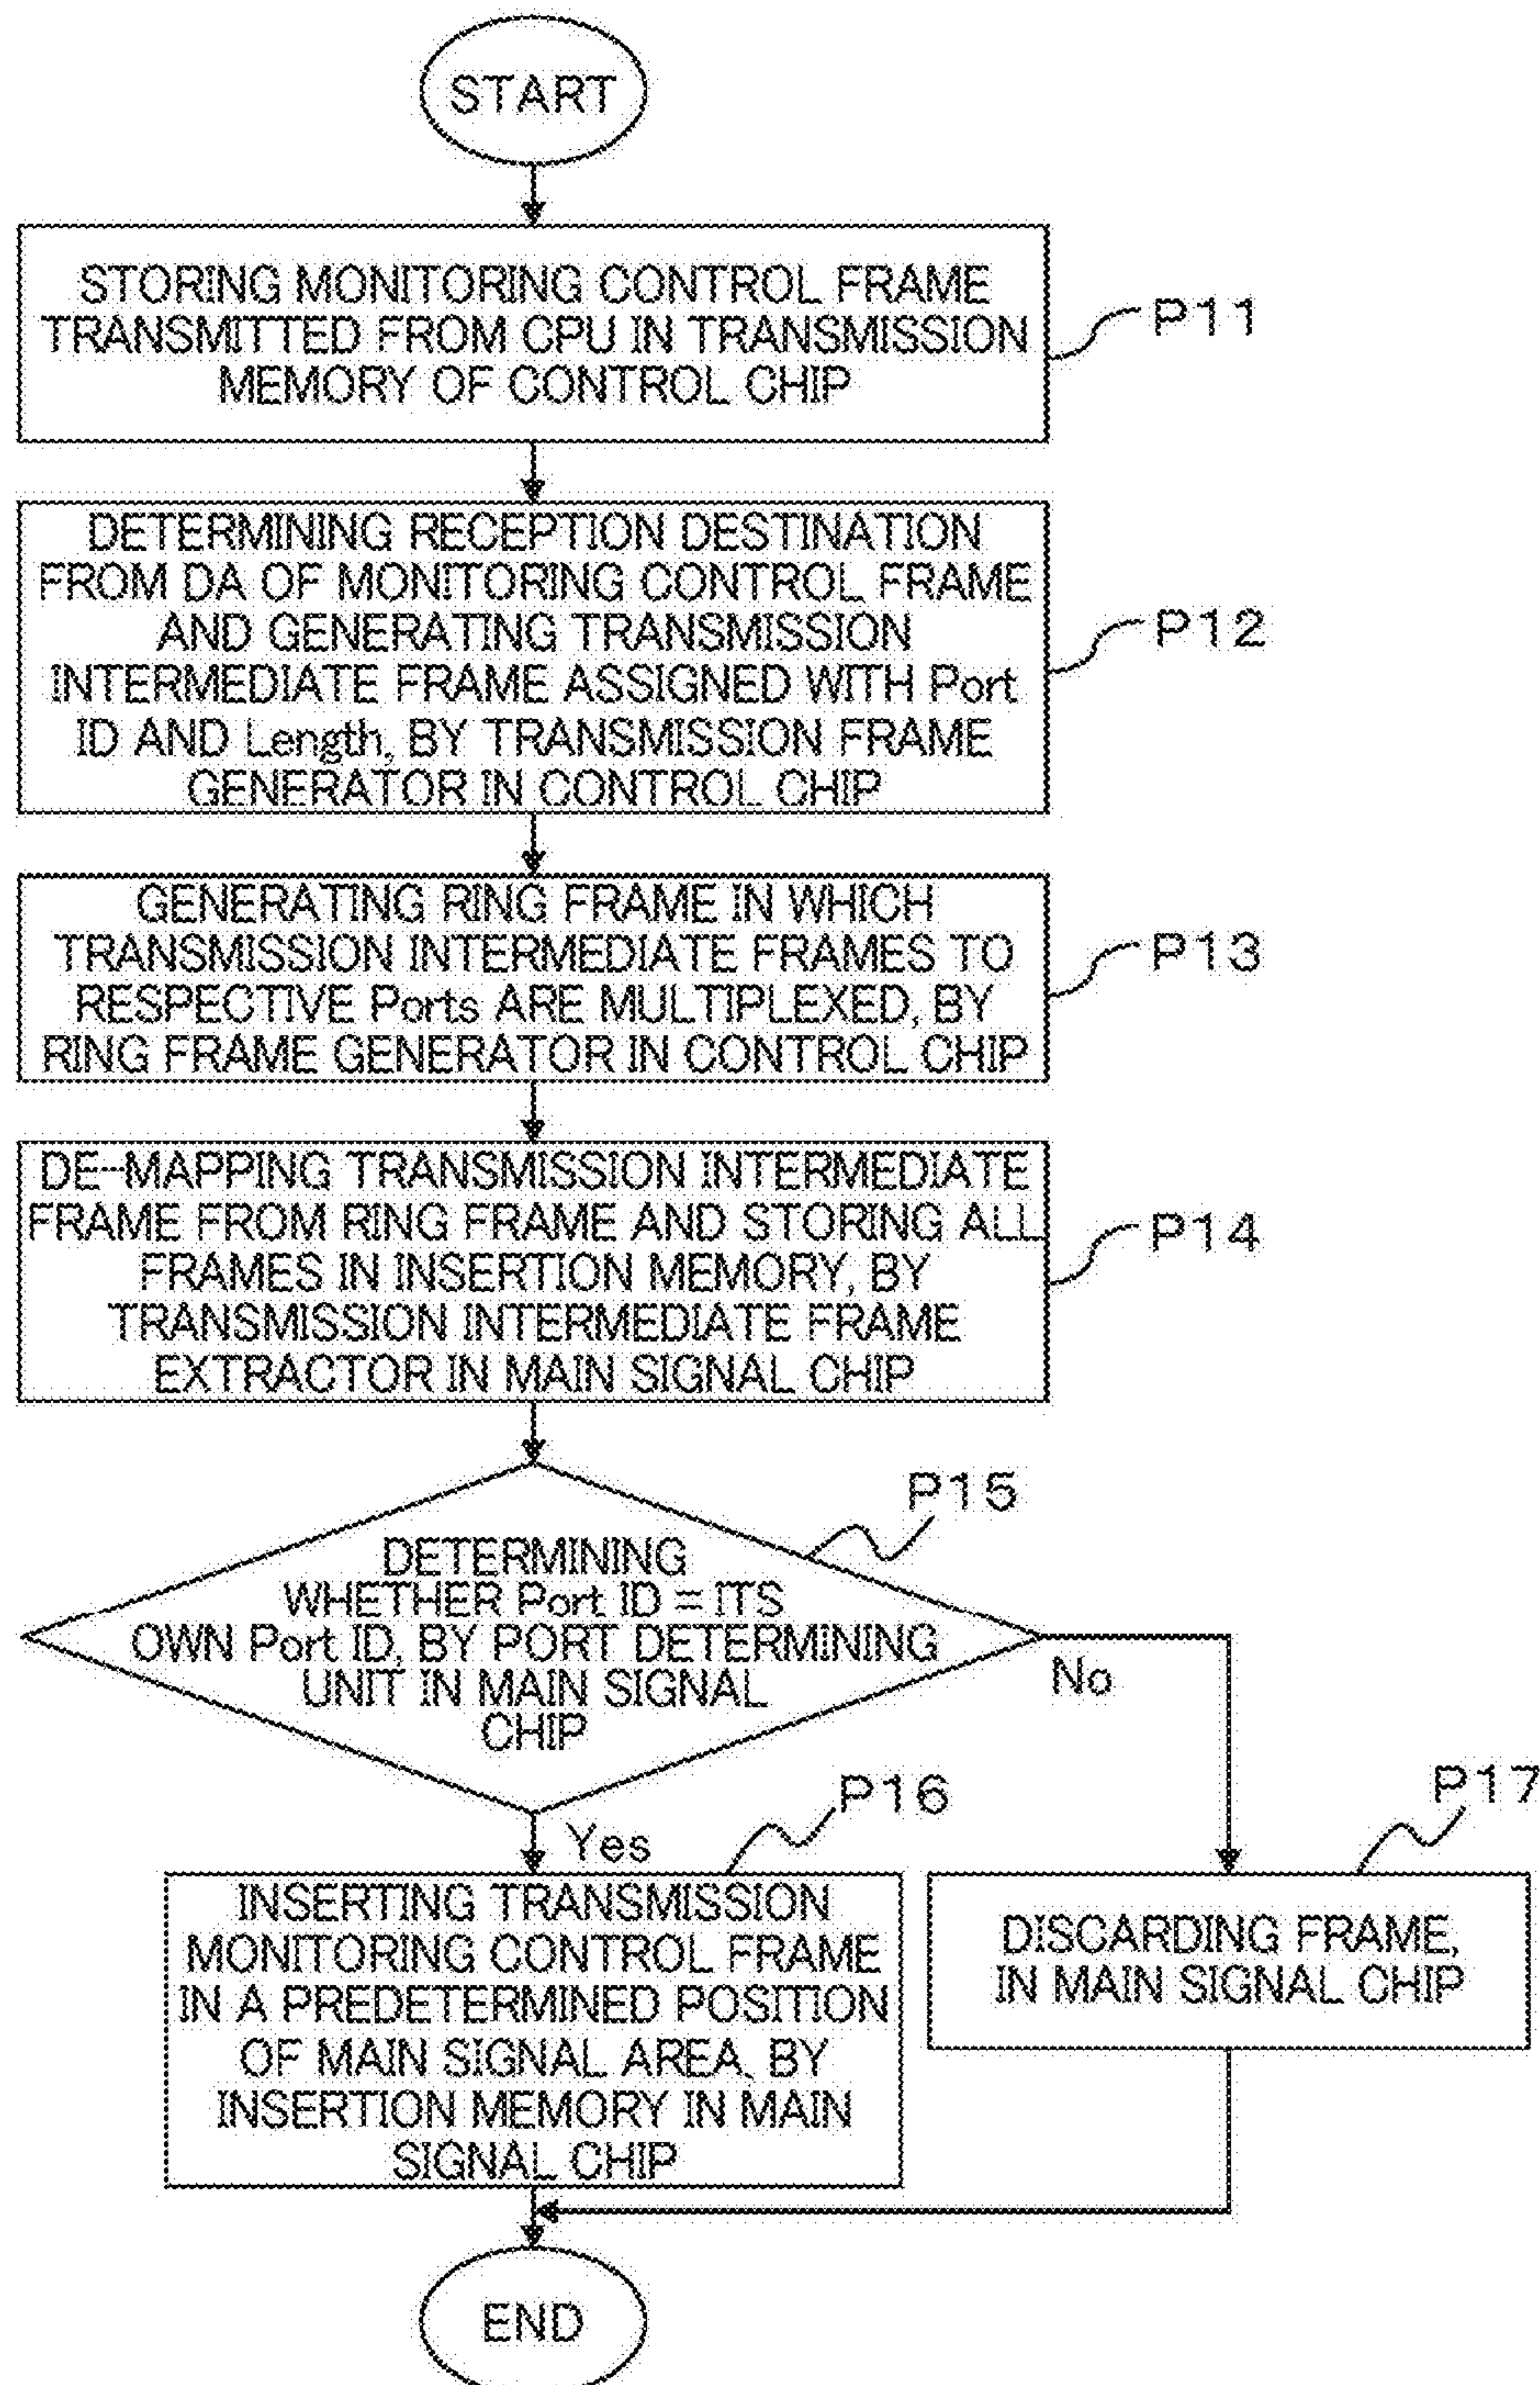 START
STORING MONITORING CONTROL FRAME
TRANSMITTED FROM CPU IN TRANSMISSION
MEMORY OF CONTROL CHIP
P11
DETERMINING RECEPTION DESTINATION
FROM DA OF MONITORING CONTROL FRAME
AND GENERATING TRANSMISSION
INTERMEDIATE FRAME ASSIGNED WITH Port
ID AND Length, BY TRANSMISSION FRAME
GENERATOR IN CONTROL CHIP
P12
GENERATING RING FRAME IN WHICH
TRANSMISSION INTERMEDIATE FRAMES TO
RESPECTIVE Ports ARE MULTIPLEXED, BY
RING FRAME GENERATOR IN CONTROL CHIP
P13
DE-MAPPING TRANSMISSION INTERMEDIATE
FRAME FROM RING FRAME AND STORING ALL
FRAMES IN INSERTION MEMORY, BY
TRANSMISSION INTERMEDIATE FRAME
EXTRACTOR IN MAIN SIGNAL CHIP
P14
P15
DETERMINING
WHETHER Port ID = ITS
OWN Port ID, BY PORT DETERMINING
UNIT IN MAIN SIGNAL
CHIP
No
Yes
P16
INSERTING TRANSMISSION
MONITORING CONTROL FRAME
IN A PREDETERMINED POSITION
OF MAIN SIGNAL AREA, BY
INSERTION MEMORY IN MAIN
SIGNAL CHIP
P17
DISCARDING FRAME,
IN MAIN SIGNAL CHIP
END